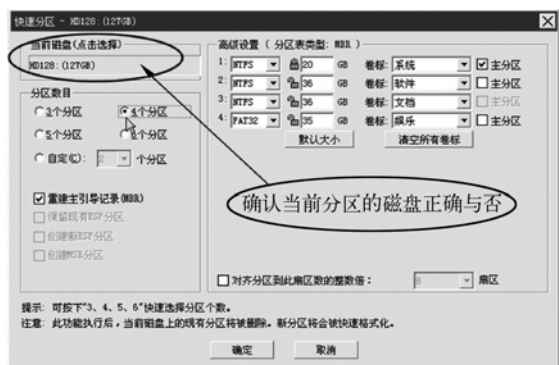 快速分区 - HD128:(127GB)
当前磁盘(点击选择)
HD128:(127GB)
分区数目
3个分区
4个分区
5个分区
6个分区
自定(C): 2 个分区
重建主引导记录(MBR)
保留现有ESP分区
创建新ESP分区
创建MSR分区
高级设置( 分区表类型: MBR )
1: NTFS 20 GB 卷标: 系统 主分区
2: NTFS 36 GB 卷标: 软件 主分区
3: NTFS 36 GB 卷标: 文档 主分区
4: FAT32 35 GB 卷标: 娱乐 主分区
默认大小 清空所有卷标
确认当前分区的磁盘正确与否
对齐分区到此扇区数的整数倍: 8 扇区
提示: 可按下"3、4、5、6"快速选择分区个数。
注意: 此功能执行后,当前磁盘上的现有分区将被删除。新分区将会被快速格式化。
确定 取消